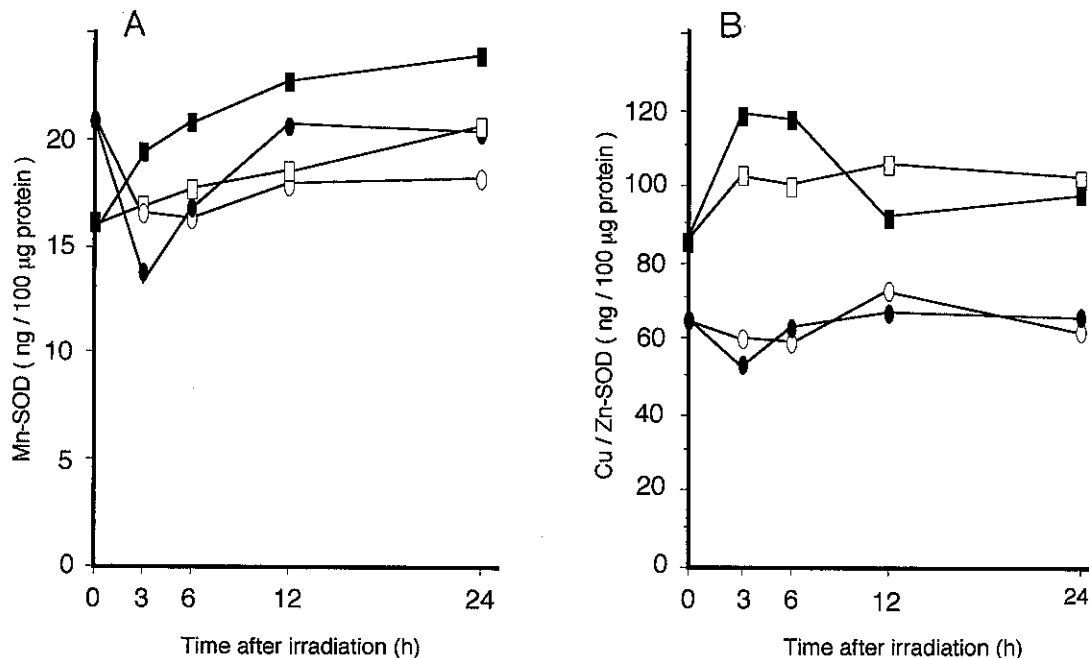 A
Mn-SOD ( ng / 100 µg protein )
20
15
10
5
0
0 3 6 12 24
Time after irradiation (h)
B
Cu / Zn-SOD ( ng / 100 µg protein )
120
100
80
60
40
20
0
0 3 6 12 24
Time after irradiation (h)